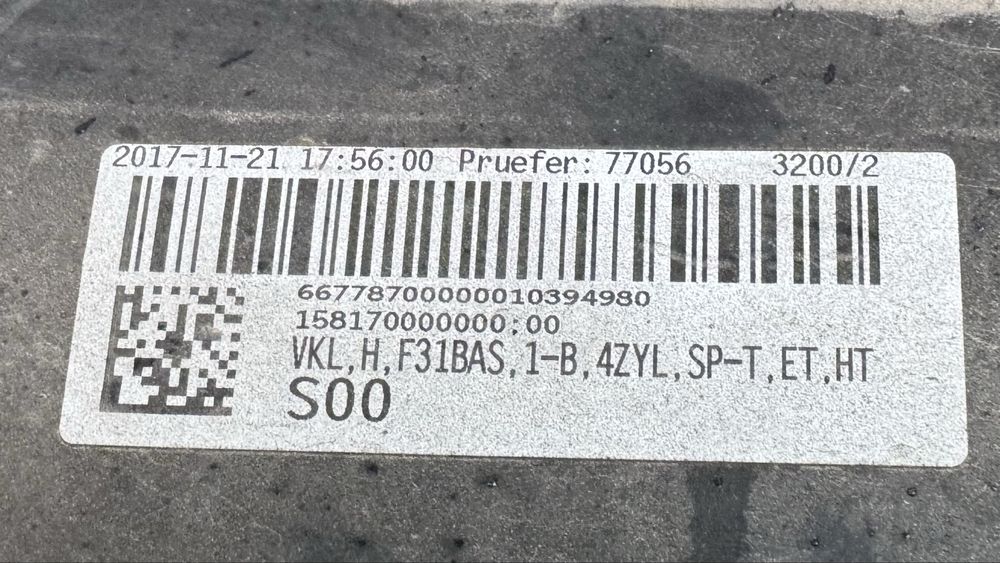 2017-11-21 17:56:00 Pruefer: 77056 3200/2
66778700000010394980
158170000000;00
VKL,H,F31BAS,1-B,4ZYL,SP-T,ET,HT
S00